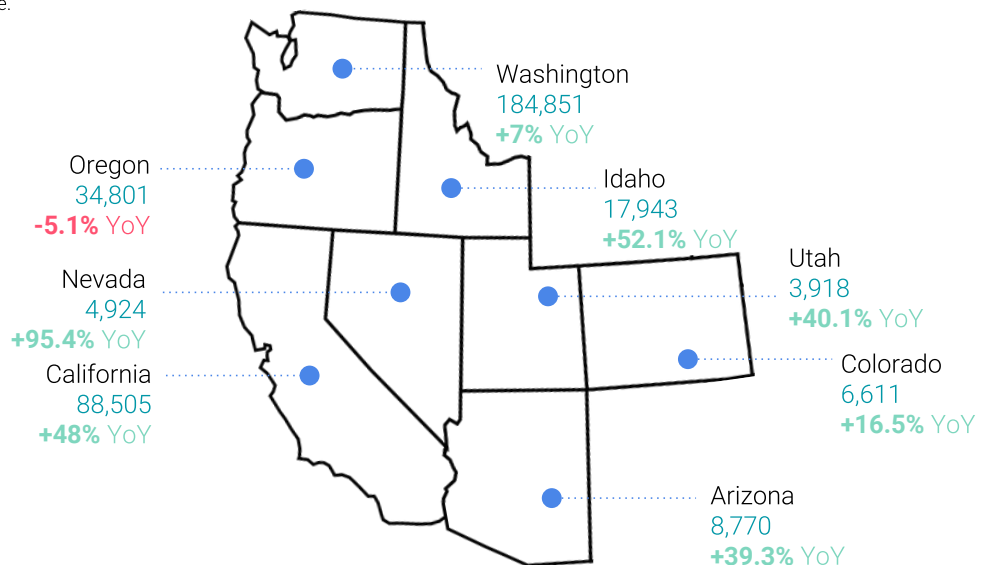 e.
Washington
184,851
+7% YoY
Oregon
34,801
-5.1% YoY
Idaho
17,943
+52.1% YoY
Utah
3,918
+40.1% YoY
Nevada
4,924
+95.4% YoY
Colorado
6,611
+16.5% YoY
California
88,505
+48% YoY
Arizona
8,770
+39.3% YoY